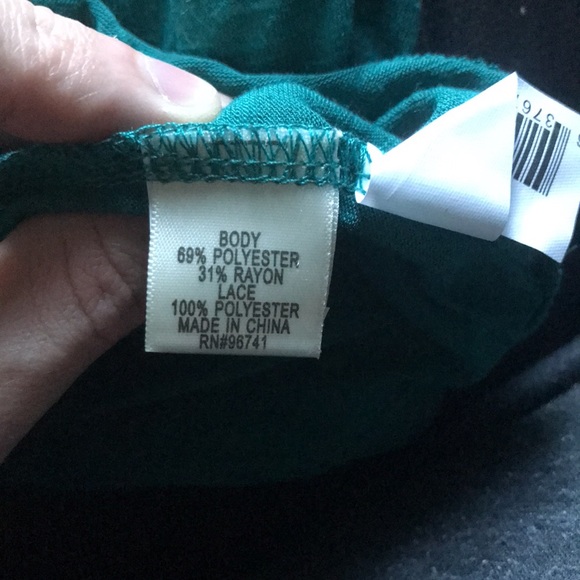 BODY
69% POLYESTER
31% RAYON
LACE
100% POLYESTER
MADE IN CHINA
RN#96741